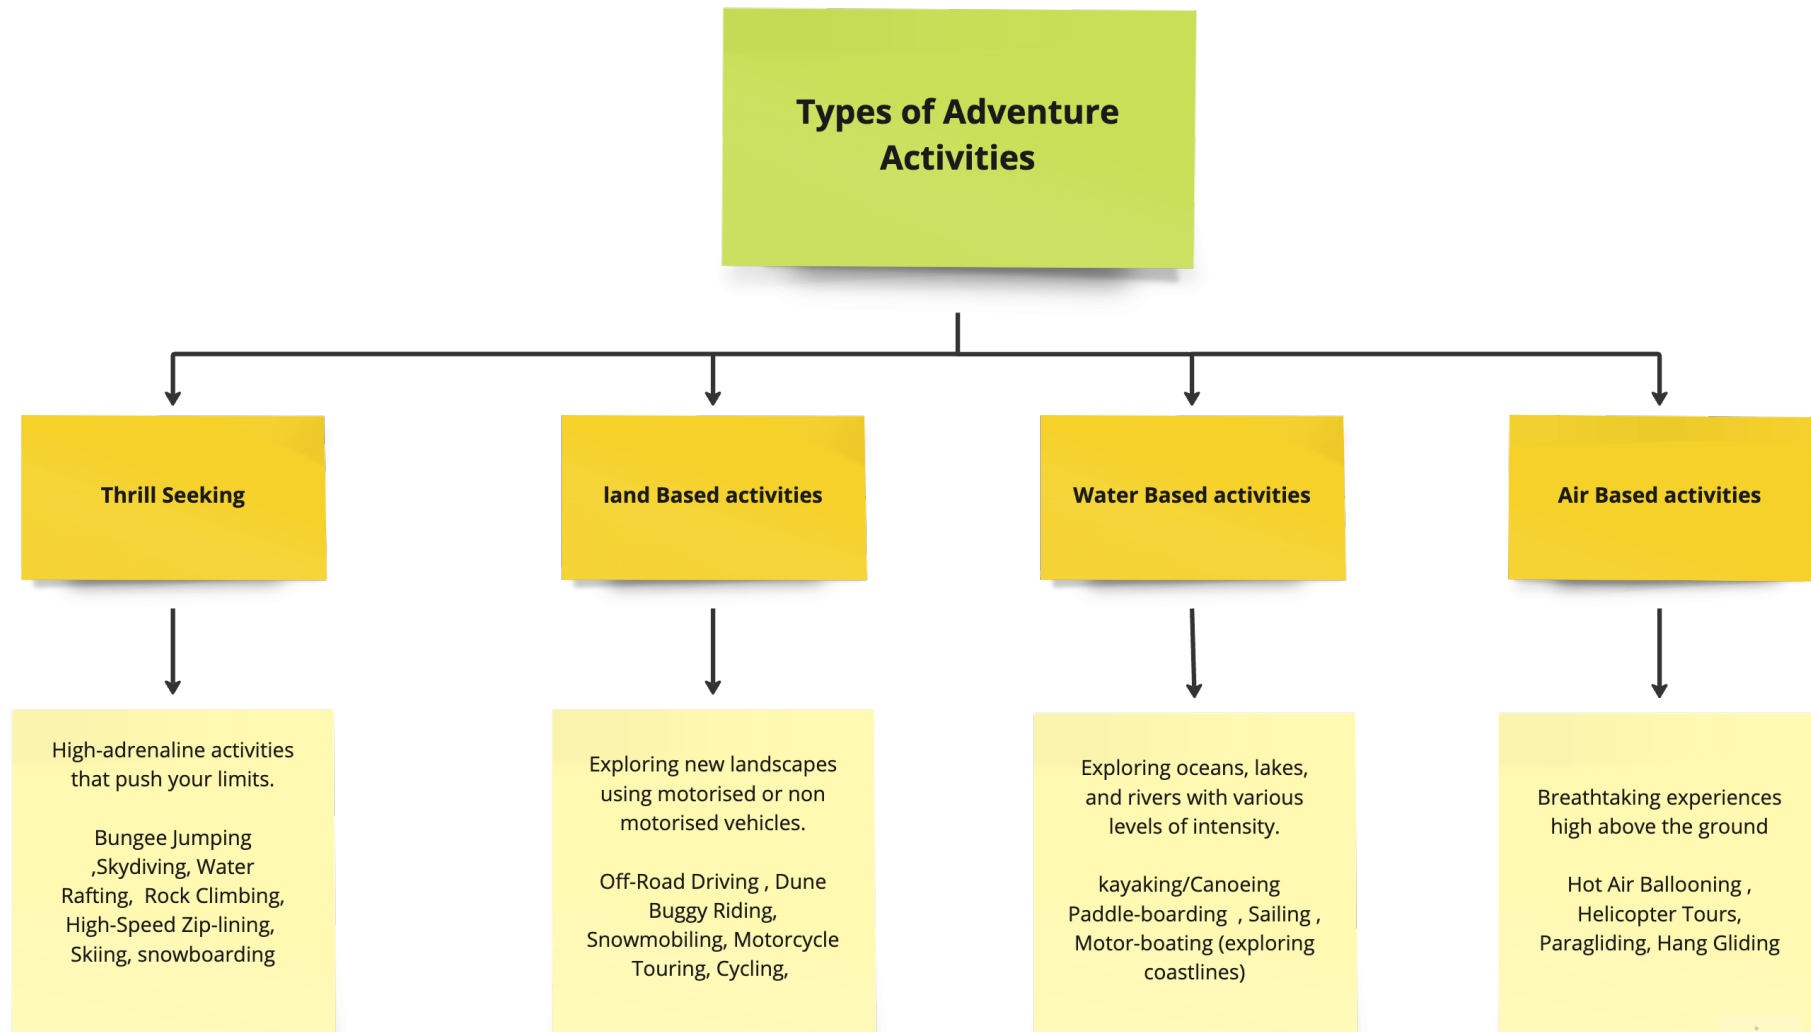 Types of Adventure
Activities
Thrill Seeking
land Based activities
Water Based activities
Air Based activities
High-adrenaline activities
that push your limits.
Bungee Jumping
,Skydiving, Water
Rafting,  Rock Climbing,
High-Speed Zip-lining,
Skiing, snowboarding
Exploring new landscapes
using motorised or non
motorised vehicles.
Off-Road Driving , Dune
Buggy Riding,
Snowmobiling, Motorcycle
Touring, Cycling,
Exploring oceans, lakes,
and rivers with various
levels of intensity.
kayaking/Canoeing
Paddle-boarding  , Sailing ,
Motor-boating (exploring
coastlines)
Breathtaking experiences
high above the ground
Hot Air Ballooning ,
Helicopter Tours,
Paragliding, Hang Gliding